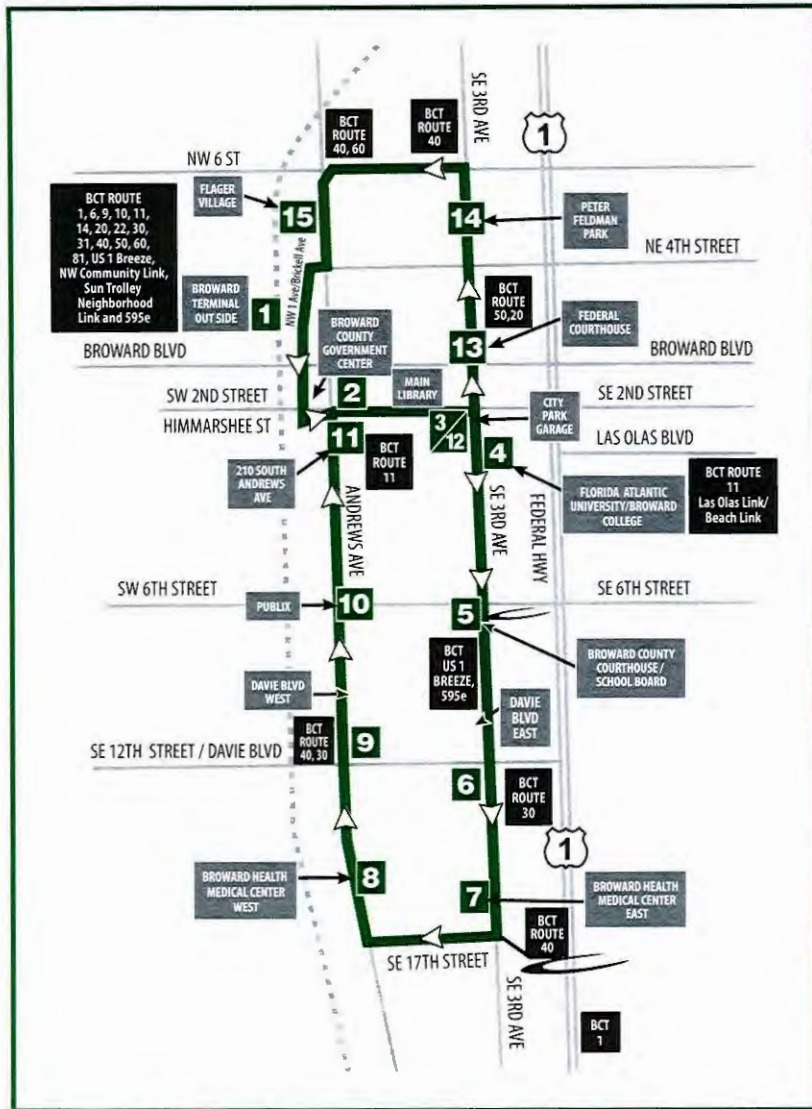 SE 3RD AVE
1
BCT
ROUTE
40, 60
BCT
ROUTE
40
NW 6 ST
FLAGER
VILLAGE
15
14
PETER
FELDMAN
PARK
BCT ROUTE
1, 6, 9, 10, 11,
14, 20, 22, 30,
31, 40, 50, 60,
81, US 1 Breeze,
NW Community Link,
Sun Trolley
Neighborhood
Link and 595e
NE 4TH STREET
NW 1 Ave/Brickell Ave
BROWARD
TERMINAL
OUT SIDE
1
BCT
ROUTE
50,20
BROWARD
COUNTY
GOVERNMENT
CENTER
FEDERAL
COURTHOUSE
13
BROWARD BLVD
BROWARD BLVD
SW 2ND STREET
2
MAIN
LIBRARY
SE 2ND STREET
HIMMARSHEE ST
3/12
CITY
PARK
GARAGE
LAS OLAS BLVD
11
4
210 SOUTH
ANDREWS
AVE
BCT
ROUTE
11
ANDREWS AVE
SE 3RD AVE
FEDERAL HWY
FLORIDA ATLANTIC
UNIVERSITY/BROWARD
COLLEGE
BCT ROUTE
11
Las Olas Link/
Beach Link
SW 6TH STREET
SE 6TH STREET
PUBLIX
10
5
BCT
US 1
BREEZE,
595e
BROWARD COUNTY
COURTHOUSE /
SCHOOL BOARD
DAVIE BLVD
WEST
DAVIE
BLVD
EAST
BCT
ROUTE
40, 30
9
SE 12TH STREET / DAVIE BLVD
6
BCT
ROUTE
30
1
BROWARD HEALTH
MEDICAL CENTER
WEST
8
7
BROWARD HEALTH
MEDICAL CENTER
EAST
BCT
ROUTE
40
SE 17TH STREET
SE 3RD AVE
BCT
1